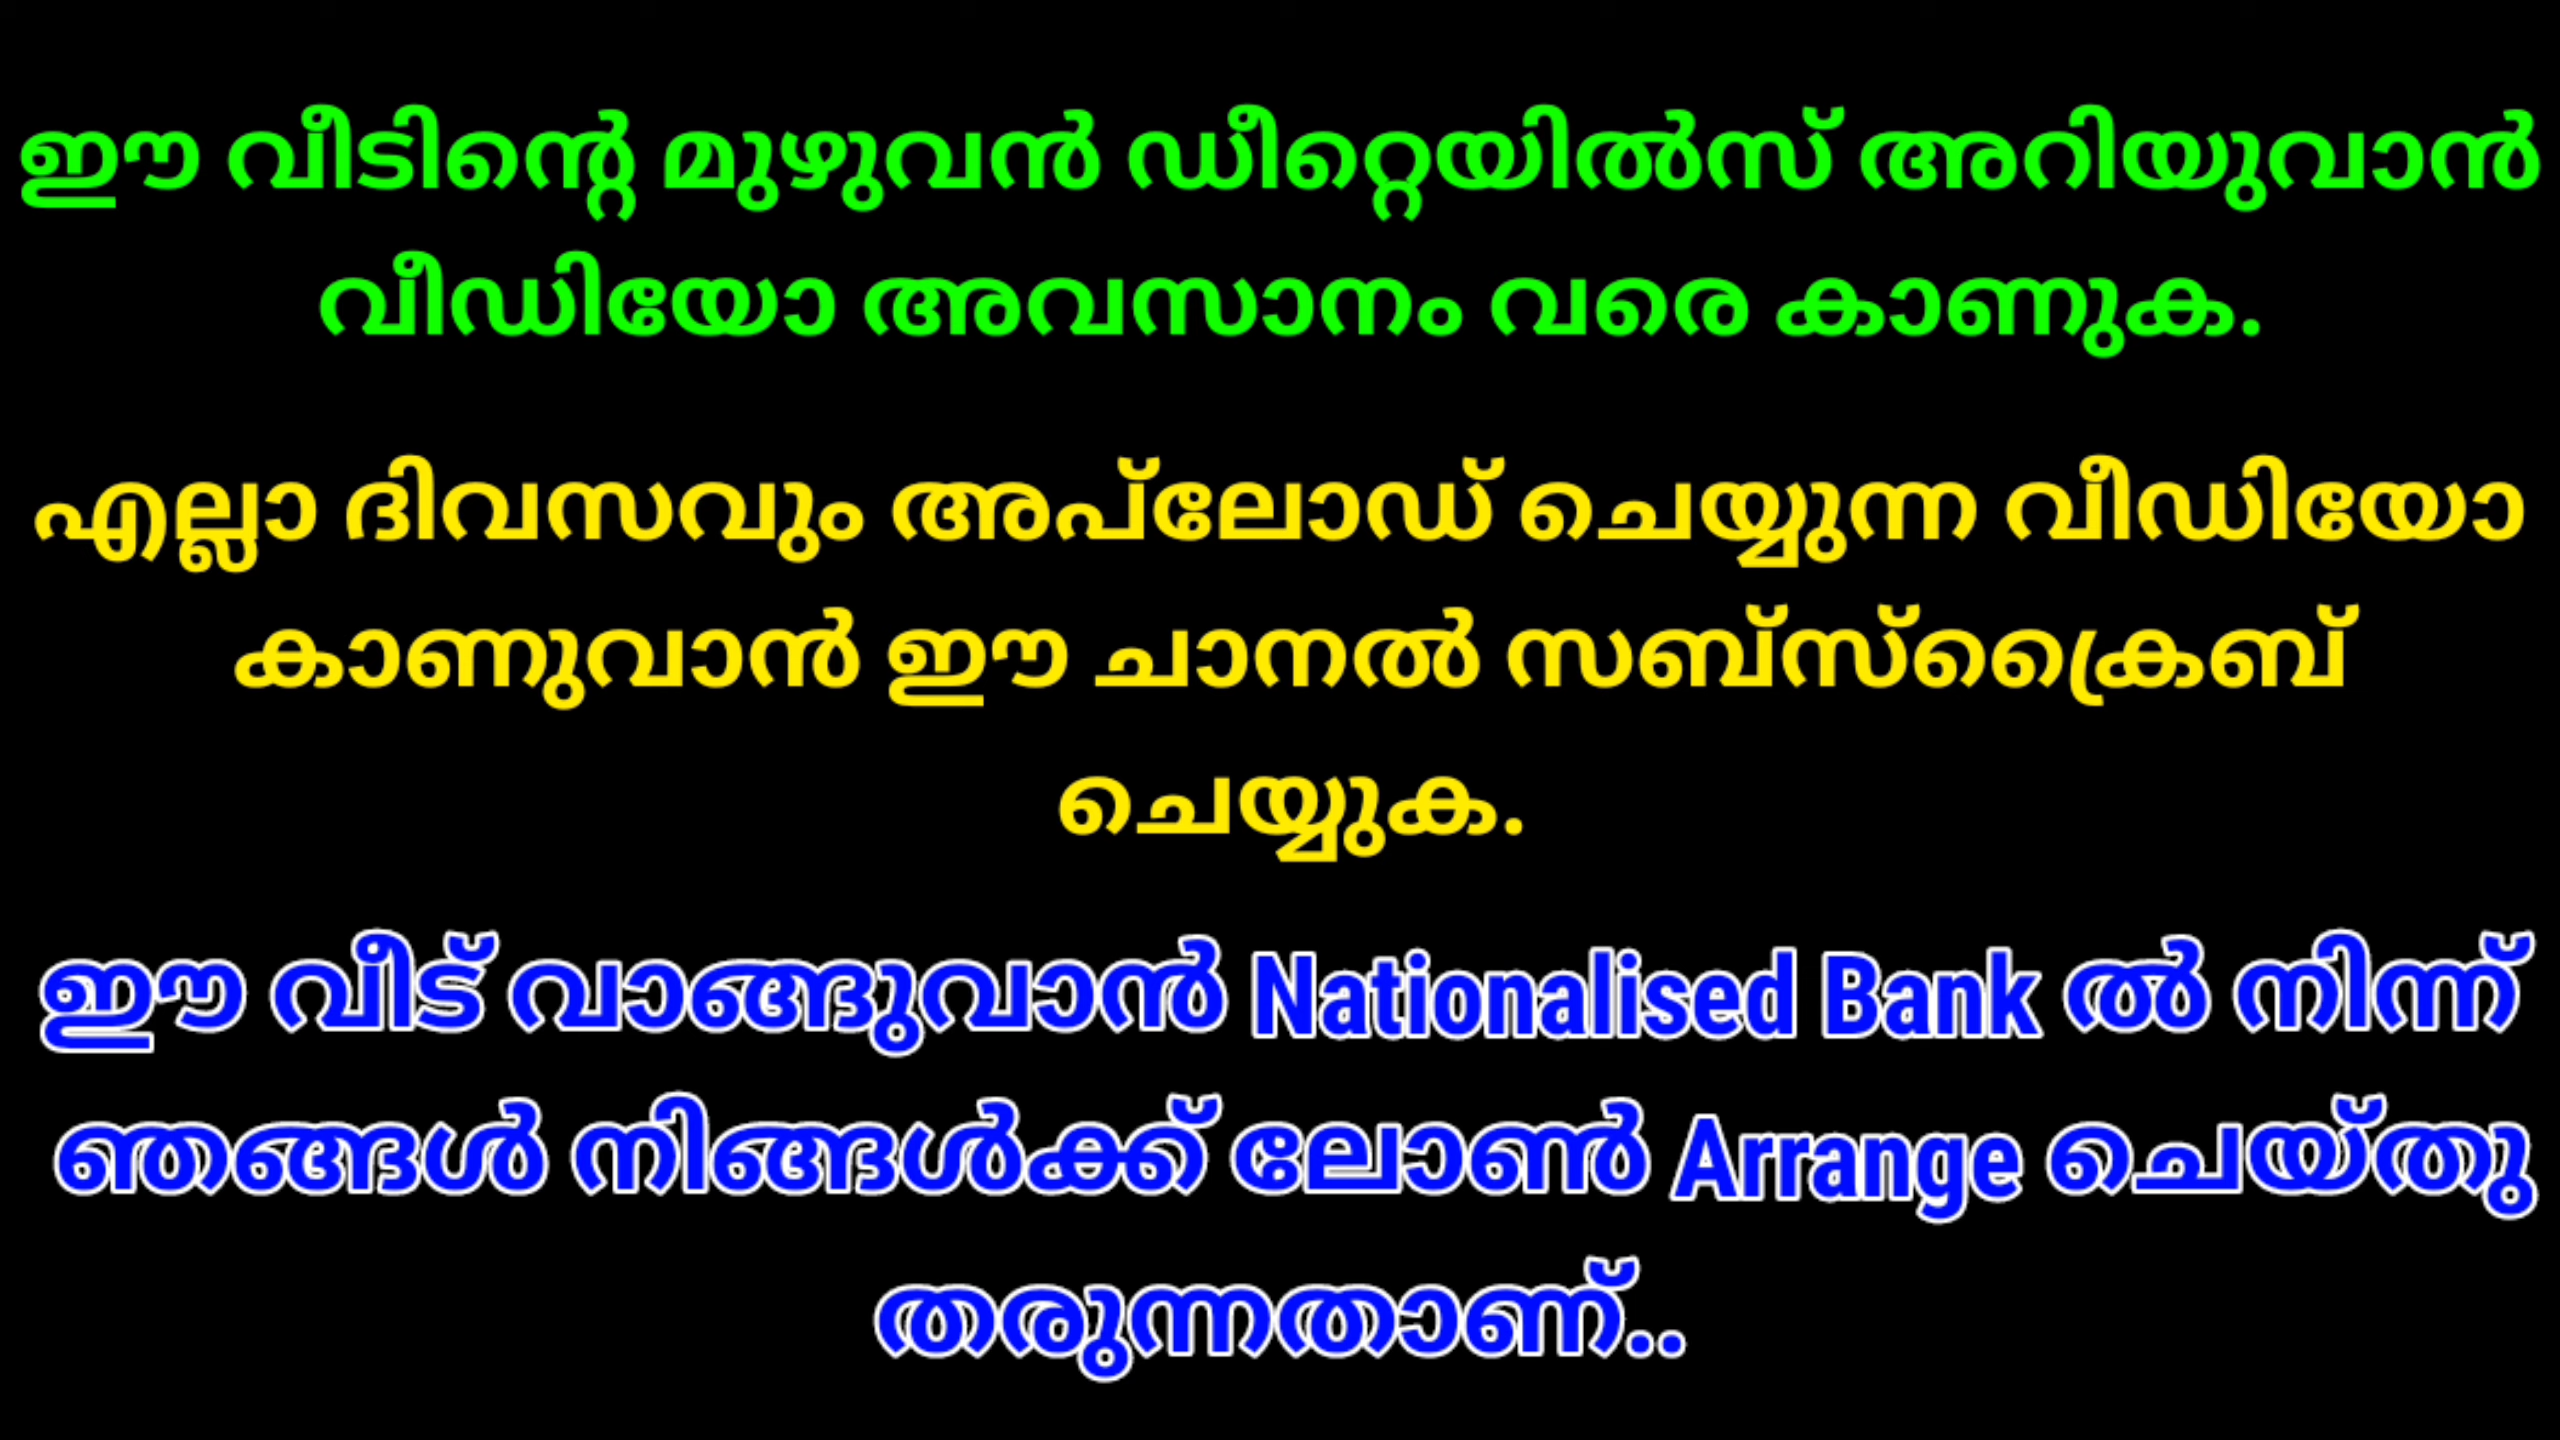 ഈ വീടിന്റെ മുഴുവൻ ഡീറ്റെയിൽസ് അറിയുവാൻ
വീഡിയോ അവസാനം വരെ കാണുക.
എല്ലാ ദിവസവും അപ്‌ലോഡ് ചെയ്യുന്ന വീഡിയോ
കാണുവാൻ ഈ ചാനൽ സബ്സ്ക്രൈബ്
ചെയ്യുക.
ഈ വീട് വാങ്ങുവാൻ Nationalised Bank ൽ നിന്ന്
ഞങ്ങൾ നിങ്ങൾക്ക് ലോൺ Arrange ചെയ്തു
തരുന്നതാണ്..